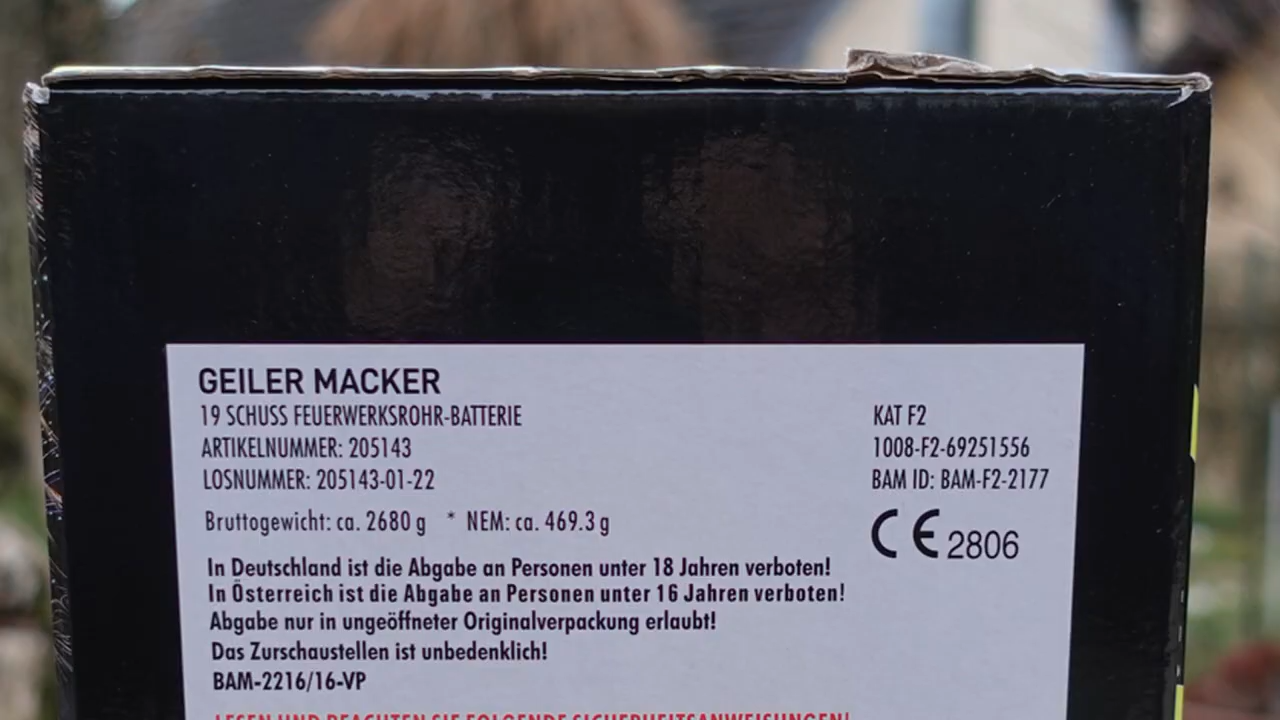 GEILER MACKER
19 SCHUSS FEUERWERKSROHR-BATTERIE
KAT F2
ARTIKELNUMMER: 205143
1008-F2-69251556
LOSNUMMER: 205143-01-22
BAM ID: BAM-F2-2177
Bruttogewicht: ca. 2680 g * NEM: ca. 469.3 g
CE 2806
In Deutschland ist die Abgabe an Personen unter 18 Jahren verboten!
In Österreich ist die Abgabe an Personen unter 16 Jahren verboten!
Abgabe nur in ungeöffneter Originalverpackung erlaubt!
Das Zurschaustellen ist unbedenklich!
BAM-2216/16-VP
LESEN UND BEACHTEN SIE FOLGENDE SICHERHEITSANWEISUNGEN!